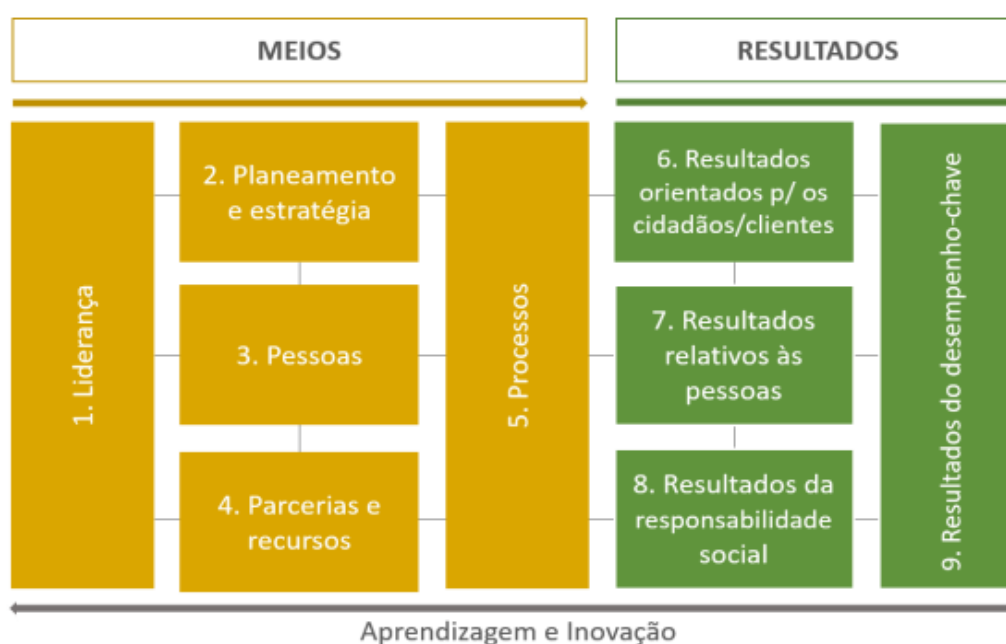 MEIOS
RESULTADOS
1. Liderança
2. Planeamento
e estratégia
3. Pessoas
4. Parcerias e
recursos
5. Processos
6. Resultados
orientados p/ os
cidadãos/clientes
7. Resultados
relativos às
pessoas
8. Resultados da
responsabilidade
social
9. Resultados do desempenho-chave
Aprendizagem e Inovação